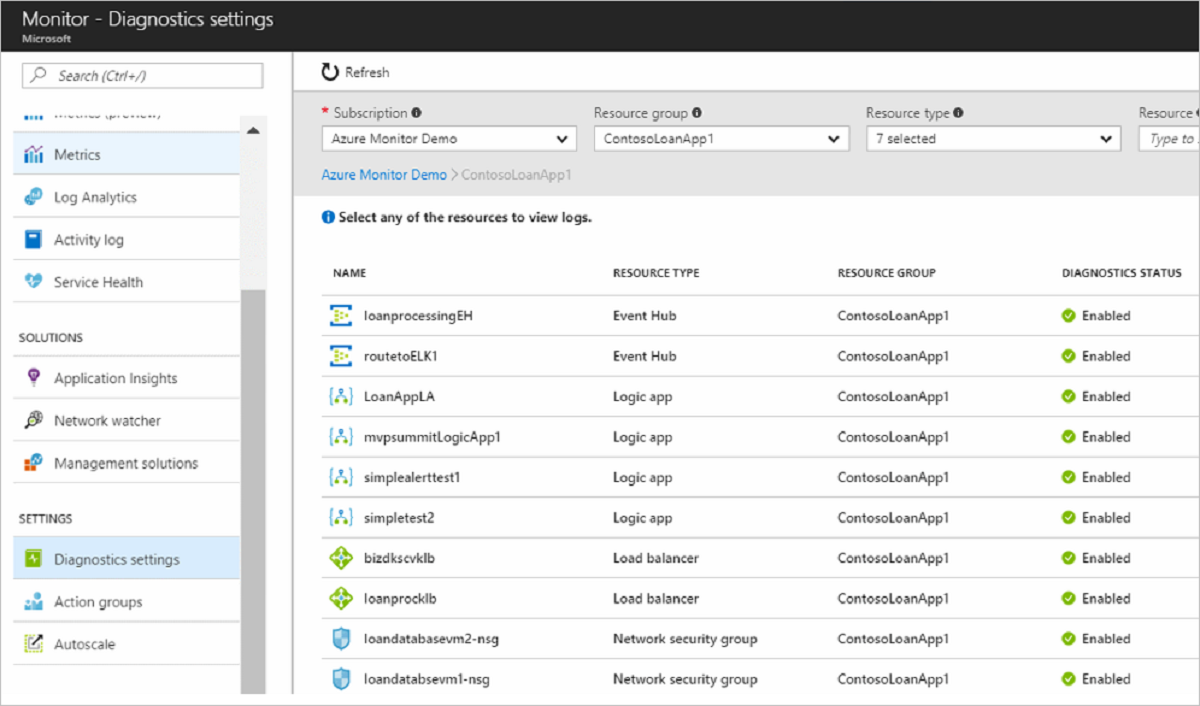 Monitor - Diagnostics settings
Microsoft
Search (Ctrl+/)
Metrics (preview)
Metrics
Log Analytics
Activity log
Service Health
SOLUTIONS
Application Insights
Network watcher
Management solutions
SETTINGS
Diagnostics settings
Action groups
Autoscale
Refresh
* Subscription Resource group Resource type Resource
Azure Monitor Demo ContosoLoanApp1 7 selected Type to
Azure Monitor Demo > ContosoLoanApp1
Select any of the resources to view logs.
NAME RESOURCE TYPE RESOURCE GROUP DIAGNOSTICS STATUS
loanprocessingEH Event Hub ContosoLoanApp1 Enabled
routetoELK1 Event Hub ContosoLoanApp1 Enabled
LoanAppLA Logic app ContosoLoanApp1 Enabled
mvpsummitLogicApp1 Logic app ContosoLoanApp1 Enabled
simplealerttest1 Logic app ContosoLoanApp1 Enabled
simpletest2 Logic app ContosoLoanApp1 Enabled
bizdkscvklb Load balancer ContosoLoanApp1 Enabled
loanprocklb Load balancer ContosoLoanApp1 Enabled
loandatabasevm2-nsg Network security group ContosoLoanApp1 Enabled
loandatabsevm1-nsg Network security group ContosoLoanApp1 Enabled